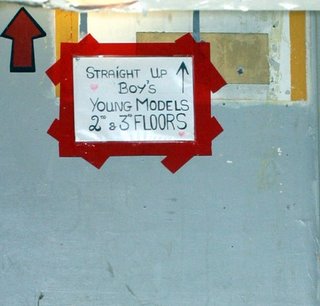 STRAIGHT UP
BOY'S
YOUNG MODELS
2ND & 3RD FLOORS